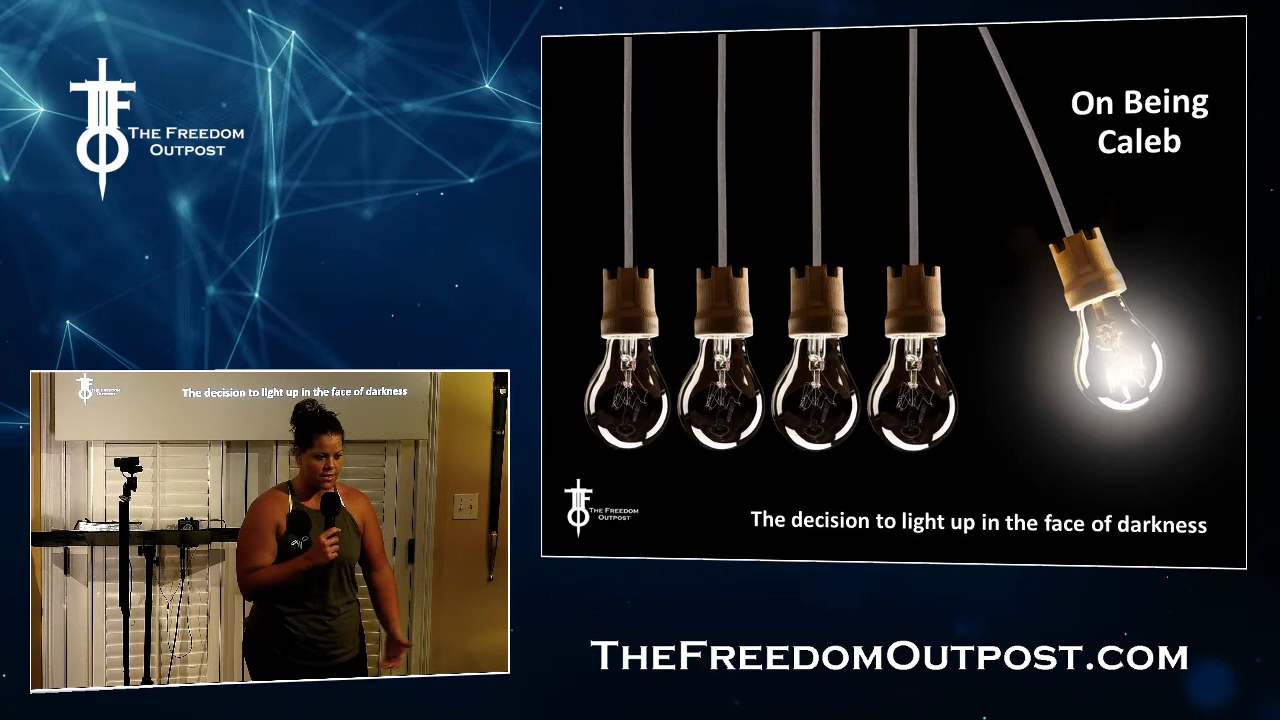 THE FREEDOM
OUTPOST
On Being
Caleb
THE FREEDOM
OUTPOST
The decision to light up in the face of darkness
The decision to light up in the face of darkness
THEFREEDOMOUTPOST.COM